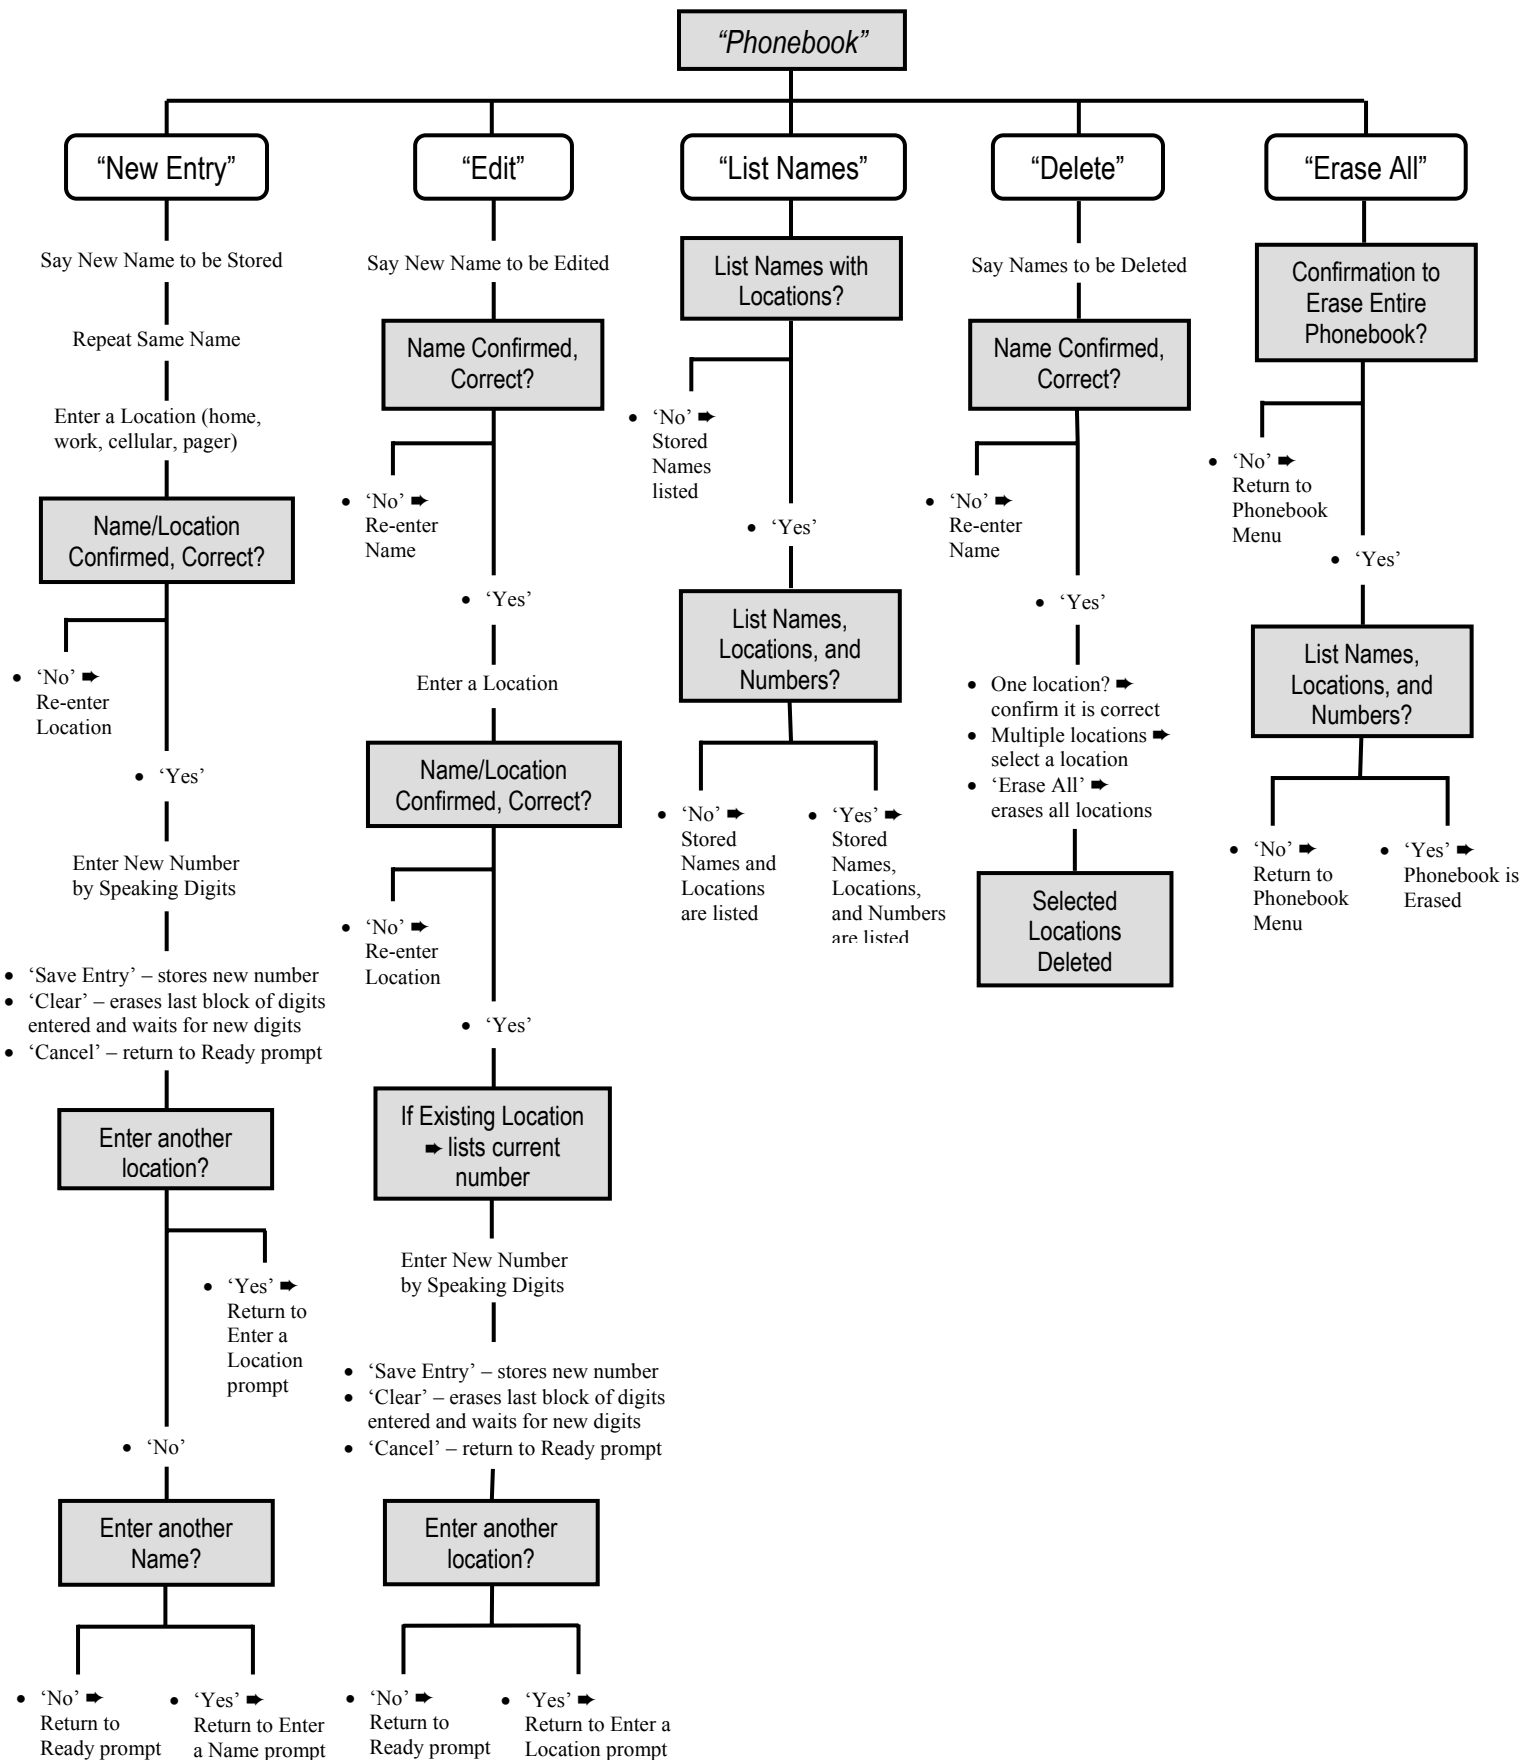 “Phonebook”
“New Entry”
Say New Name to be Stored
Repeat Same Name
Enter a Location (home,
work, cellular, pager)
Name/Location
Confirmed, Correct?
• ‘No’ ➨
Re-enter
Location
• ‘Yes’
Enter New Number
by Speaking Digits
• ‘Save Entry’ – stores new number
• ‘Clear’ – erases last block of digits
entered and waits for new digits
• ‘Cancel’ – return to Ready prompt
Enter another
location?
• ‘Yes’ ➨
Return to
Enter a
Location
prompt
• ‘No’
Enter another
Name?
• ‘No’ ➨
Return to
Ready prompt
• ‘Yes’ ➨
Return to Enter
a Name prompt
“Edit”
Say New Name to be Edited
Name Confirmed,
Correct?
• ‘No’ ➨
Re-enter
Name
• ‘Yes’
Enter a Location
Name/Location
Confirmed, Correct?
• ‘No’ ➨
Re-enter
Location
• ‘Yes’
If Existing Location
➨ lists current
number
Enter New Number
by Speaking Digits
• ‘Save Entry’ – stores new number
• ‘Clear’ – erases last block of digits
entered and waits for new digits
• ‘Cancel’ – return to Ready prompt
Enter another
location?
• ‘No’ ➨
Return to
Ready prompt
• ‘Yes’ ➨
Return to Enter a
Location prompt
“List Names”
List Names with
Locations?
• ‘No’ ➨
Stored
Names
listed
• ‘Yes’
List Names,
Locations, and
Numbers?
• ‘No’ ➨
Stored
Names and
Locations
are listed
• ‘Yes’ ➨
Stored
Names,
Locations,
and Numbers
are listed
“Delete”
Say Names to be Deleted
Name Confirmed,
Correct?
• ‘No’ ➨
Re-enter
Name
• ‘Yes’
• One location? ➨
confirm it is correct
• Multiple locations ➨
select a location
• ‘Erase All’ ➨
erases all locations
Selected
Locations
Deleted
“Erase All”
Confirmation to
Erase Entire
Phonebook?
• ‘No’ ➨
Return to
Phonebook
Menu
• ‘Yes’
List Names,
Locations, and
Numbers?
• ‘No’ ➨
Return to
Phonebook
Menu
• ‘Yes’ ➨
Phonebook is
Erased